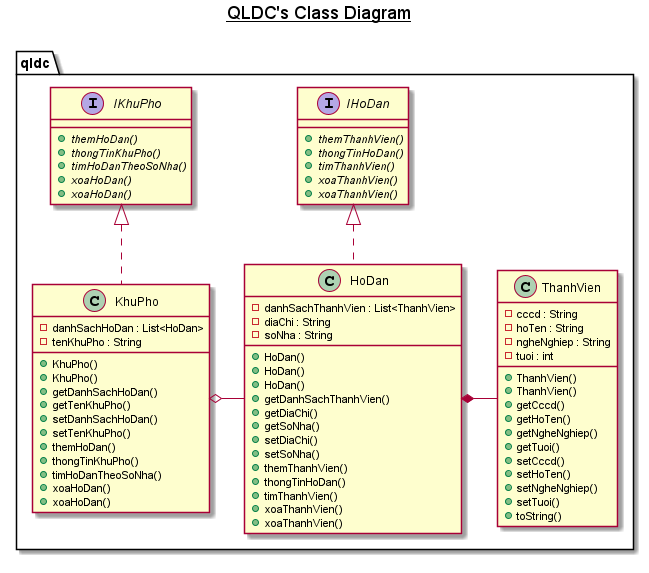 QLDC's Class Diagram
qldc
I IKhuPho
themHoDan()
thongTinKhuPho()
timHoDanTheoSoNha()
xoaHoDan()
xoaHoDan()
I IHoDan
themThanhVien()
thongTinHoDan()
timThanhVien()
xoaThanhVien()
xoaThanhVien()
C KhuPho
danhSachHoDan : List<HoDan>
tenKhuPho : String
KhuPho()
KhuPho()
getDanhSachHoDan()
getTenKhuPho()
setDanhSachHoDan()
setTenKhuPho()
themHoDan()
thongTinKhuPho()
timHoDanTheoSoNha()
xoaHoDan()
xoaHoDan()
C HoDan
danhSachThanhVien : List<ThanhVien>
diaChi : String
soNha : String
HoDan()
HoDan()
HoDan()
getDanhSachThanhVien()
getDiaChi()
getSoNha()
setDiaChi()
setSoNha()
themThanhVien()
thongTinHoDan()
timThanhVien()
xoaThanhVien()
xoaThanhVien()
C ThanhVien
cccd : String
hoTen : String
ngheNghiep : String
tuoi : int
ThanhVien()
ThanhVien()
getCccd()
getHoTen()
getNgheNghiep()
getTuoi()
setCccd()
setHoTen()
setNgheNghiep()
setTuoi()
toString()